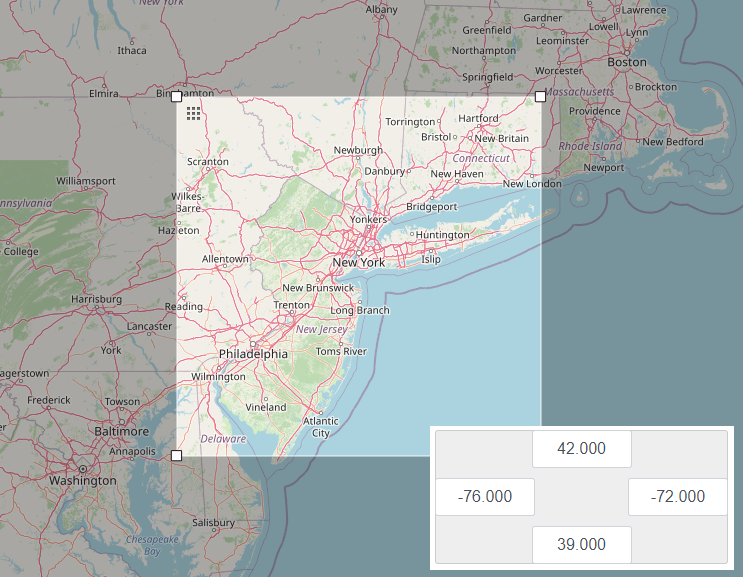 New York
Albany
Ithaca
Gardner
Lawrence
Greenfield
Lowell
Leominster
Lynn
Northampton
Boston
Worcester
Springfield
Elmira
Binghamton
Massachusetts
Brockton
Providence
Torrington
Hartford
Bristol
New Britain
New Bedford
Newburgh
Connecticut
Rhode Island
Scranton
Danbury
New Haven
Newport
Williamsport
New London
Wilkes-
Barre
nnsylvania
Bridgeport
Yonkers
Hazleton
Huntington
College
Allentown
New York
Islip
New Brunswick
Harrisburg
Reading
Trenton
Long Branch
Lancaster
New Jersey
York
Philadelphia
Toms River
agerstown
Wilmington
Frederick
Towson
Vineland
Baltimore
Atlantic
City
er
Delaware
Annapolis
Washington
Salisbury
Chesapeake
Bay
42.000
-76.000
-72.000
39.000